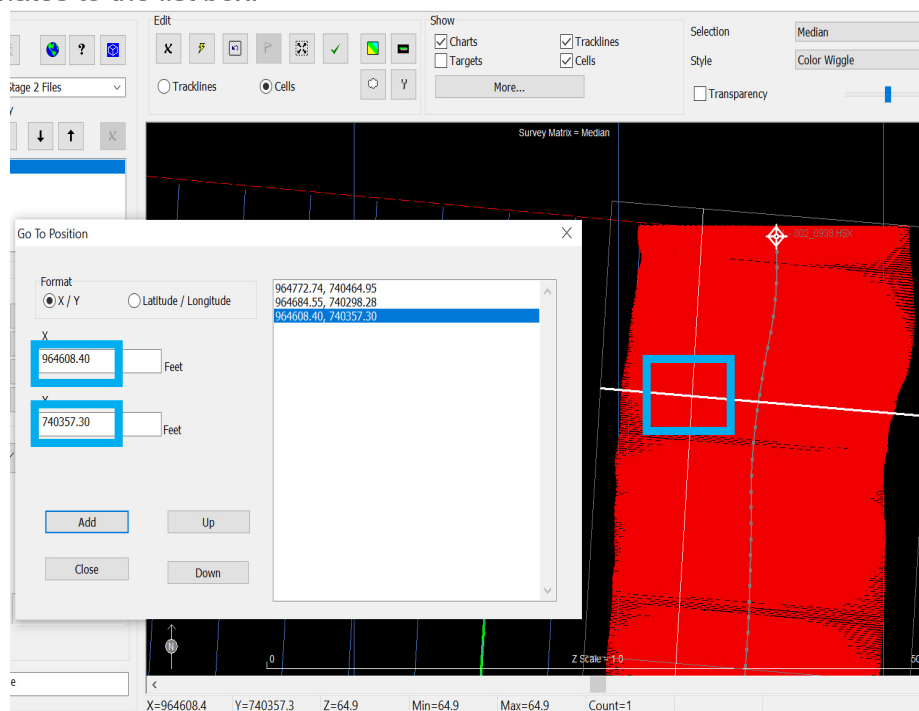 Edit
Show
Charts
Tracklines
Targets
Cells
More...
Selection
Median
Style
Color Wiggle
Transparency
Stage 2 Files
Tracklines
Cells
Survey Matrix = Median
002_0938.HSX
Go To Position
Format
X / Y
Latitude / Longitude
X
964608.40
Feet
Y
740357.30
Feet
964772.74, 740464.95
964684.55, 740298.28
964608.40, 740357.30
Add
Up
Close
Down
N
0
Z Scale = 1.0
50
e
X=964608.4 Y=740357.3 Z=64.9 Min=64.9 Max=64.9 Count=1